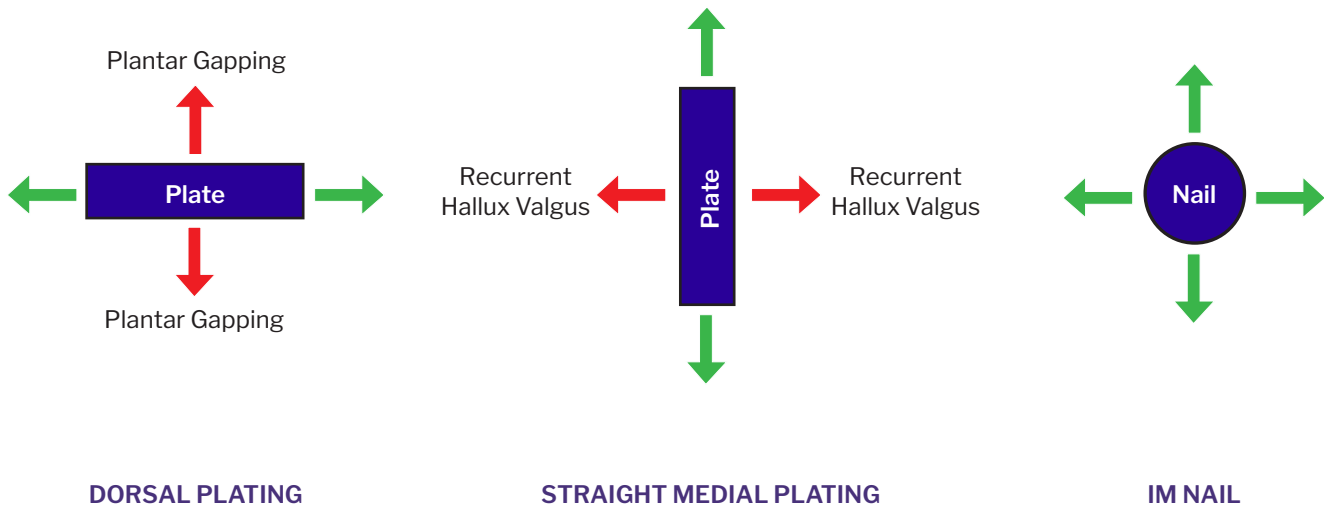 Plantar Gapping
Plate
Plantar Gapping
DORSAL PLATING
Recurrent
Hallux Valgus
Plate
Recurrent
Hallux Valgus
STRAIGHT MEDIAL PLATING
Nail
IM NAIL